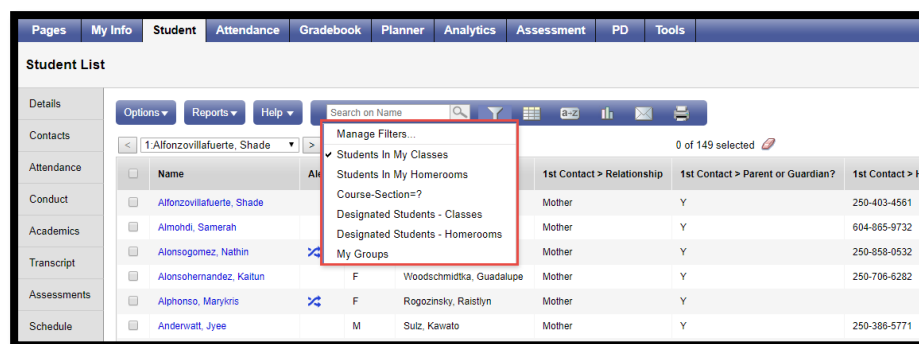 Pages My Info Student Attendance Gradebook Planner Analytics Assessment PD Tools
Student List
Details
Contacts
Attendance
Conduct
Academics
Transcript
Assessments
Schedule
Options Reports Help Search on Name a-z
< 1:Alfonzovillafuerte, Shade > 0 of 149 selected
Manage Filters...
Students In My Classes
Students In My Homerooms
Course-Section=?
Designated Students - Classes
Designated Students - Homerooms
My Groups
Name 1st Contact > Relationship 1st Contact > Parent or Guardian? 1st Contact >
Alfonzovillafuerte, Shade Mother Y 250-403-4561
Almohdi, Samerah Mother Y 604-865-9732
Alonsogomez, Nathin Mother Y 250-858-0532
Alonsohernandez, Kaitun F Woodschmidtka, Guadalupe Mother Y 250-706-6282
Alphonso, Marykris F Rogozinsky, Raistlyn Mother Y
Anderwatt, Jyee M Sulz, Kawato Mother Y 250-386-5771